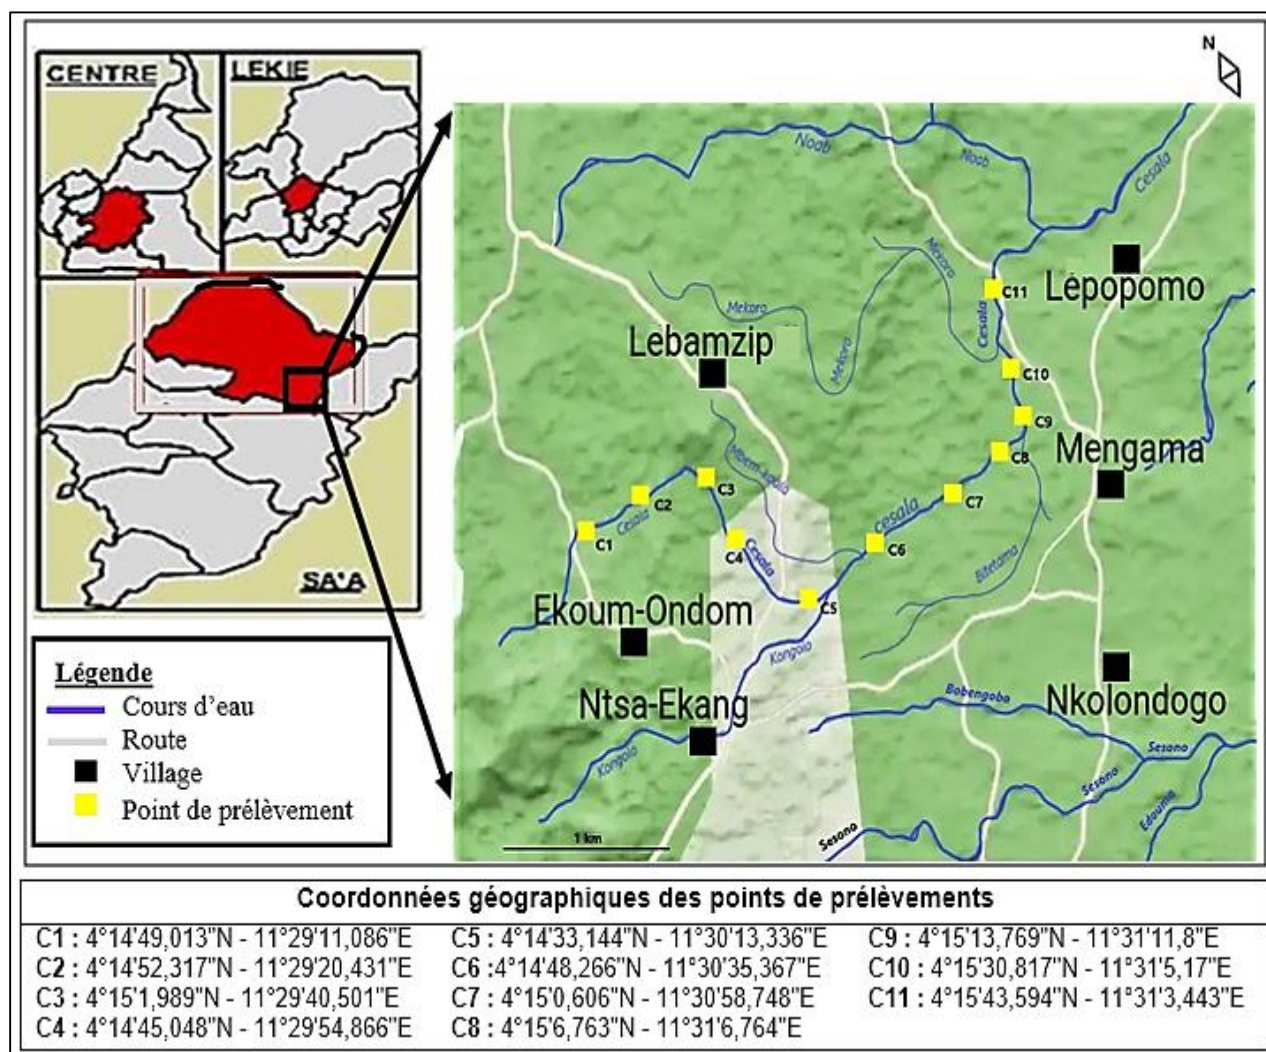 CENTRE
LEKIE
SA'A
N
Noab
Noab
Cesala
Lépopomo
C11
Mekoro
Mekoro
Mekoro
Cesala
Lebamzip
C10
C9
Mengama
C8
C3
C2
C7
Cesala
cesala
C1
C4
C6
Cesala
Bitetama
Ekoum-Ondom
C5
Kongolo
Nkolondogo
Ntsa-Ekang
Bobengobo
Sesono
Kongolo
Sesono
Edouma
Sesono
1 km
Légende
Cours d'eau
Route
Village
Point de prélèvement
Coordonnées géographiques des points de prélèvements
C1 : 4°14'49,013"N - 11°29'11,086"E
C2 : 4°14'52,317"N - 11°29'20,431"E
C3 : 4°15'1,989"N - 11°29'40,501"E
C4 : 4°14'45,048"N - 11°29'54,866"E
C5 : 4°14'33,144"N - 11°30'13,336"E
C6 :4°14'48,266"N - 11°30'35,367"E
C7 : 4°15'0,606"N - 11°30'58,748"E
C8 : 4°15'6,763"N - 11°31'6,764"E
C9 : 4°15'13,769"N - 11°31'11,8"E
C10 : 4°15'30,817"N - 11°31'5,17"E
C11 : 4°15'43,594"N - 11°31'3,443"E